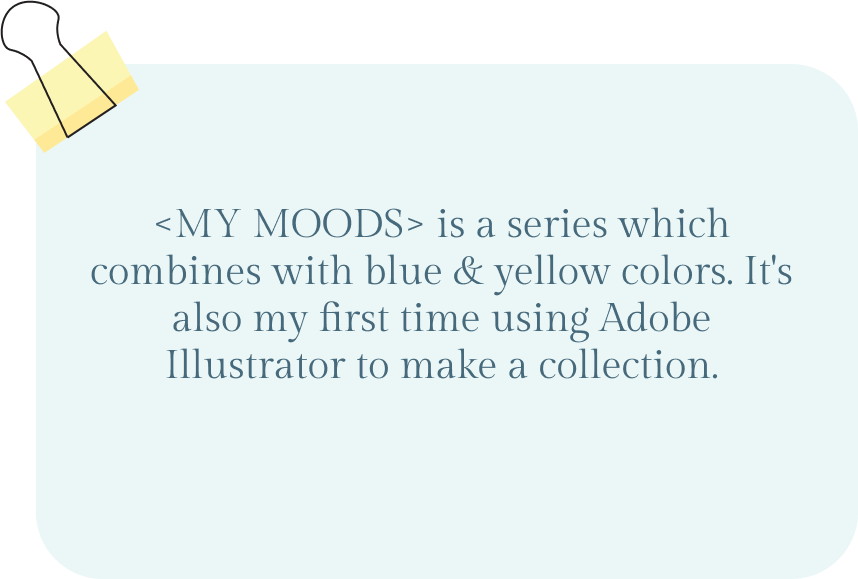 <MY MOODS> is a series which
combines with blue & yellow colors. It's
also my first time using Adobe
Illustrator to make a collection.